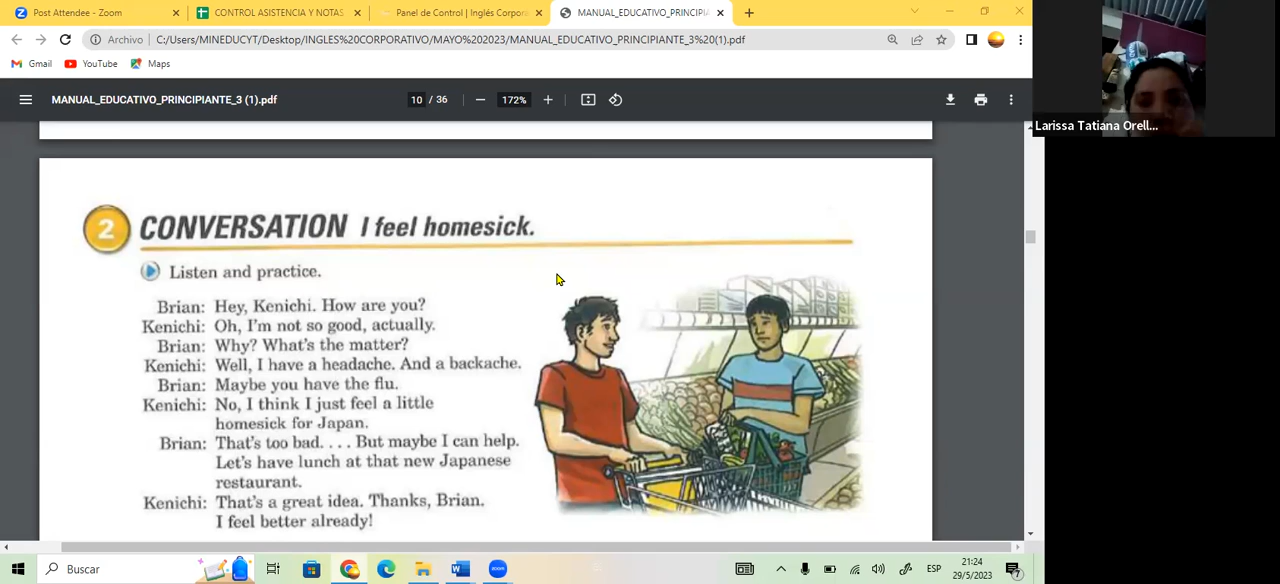 Post Attendee - Zoom
CONTROL ASISTENCIA Y NOTAS
Panel de Control | Inglés Corpora
MANUAL_EDUCATIVO_PRINCIPIA
Archivo
C:/Users/MINEDUCYT/Desktop/INGLES%20CORPORATIVO/MAYO%202023/MANUAL_EDUCATIVO_PRINCIPIANTE_3%20(1).pdf
Gmail
YouTube
Maps
MANUAL_EDUCATIVO_PRINCIPIANTE_3 (1).pdf
10 / 36
172%
Larissa Tatiana Orell...
2
CONVERSATION I feel homesick.
Listen and practice.
Brian: Hey, Kenichi. How are you?
Kenichi: Oh, I'm not so good, actually.
Brian: Why? What's the matter?
Kenichi: Well, I have a headache. And a backache.
Brian: Maybe you have the flu.
Kenichi: No, I think I just feel a little
homesick for Japan.
Brian: That's too bad. . . . But maybe I can help.
Let's have lunch at that new Japanese
restaurant.
Kenichi: That's a great idea. Thanks, Brian.
I feel better already!
Buscar
zoom
ESP
21:24
29/5/2023
7